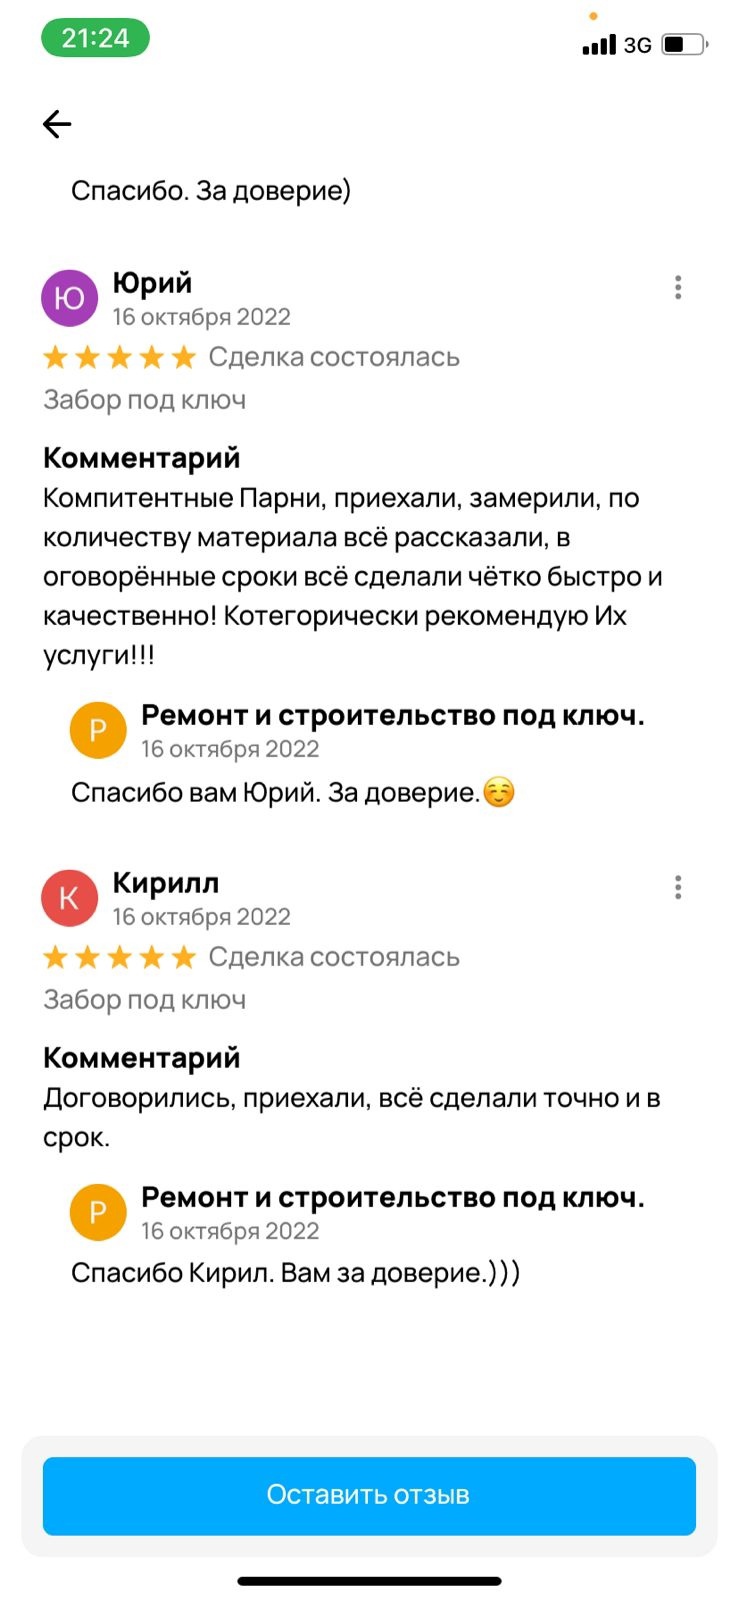 21:24
3G
Спасибо. За доверие)
Ю
Юрий
16 октября 2022
Сделка состоялась
Забор под ключ
Комментарий
Компитентные Парни, приехали, замерили, по
количеству материала всё рассказали, в
оговорённые сроки всё сделали чётко быстро и
качественно! Котегорически рекомендую Их
услуги!!!
Р
Ремонт и строительство под ключ.
16 октября 2022
Спасибо вам Юрий. За доверие.☺️
К
Кирилл
16 октября 2022
Сделка состоялась
Забор под ключ
Комментарий
Договорились, приехали, всё сделали точно и в
срок.
Р
Ремонт и строительство под ключ.
16 октября 2022
Спасибо Кирил. Вам за доверие.)))
Оставить отзыв